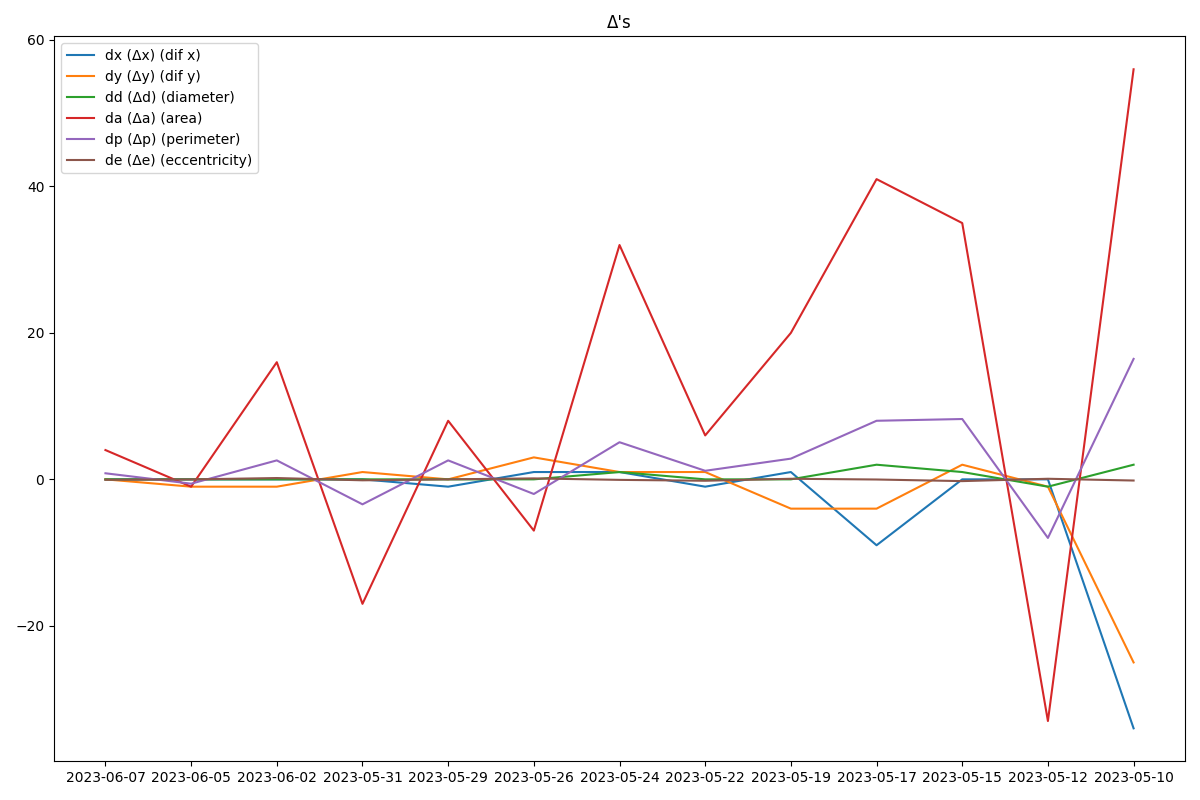 Δ's
dx (Δx) (dif x)
dy (Δy) (dif y)
dd (Δd) (diameter)
da (Δa) (area)
dp (Δp) (perimeter)
de (Δe) (eccentricity)
60
40
20
0
−20
2023-06-07 2023-06-05 2023-06-02 2023-05-31 2023-05-29 2023-05-26 2023-05-24 2023-05-22 2023-05-19 2023-05-17 2023-05-15 2023-05-12 2023-05-10